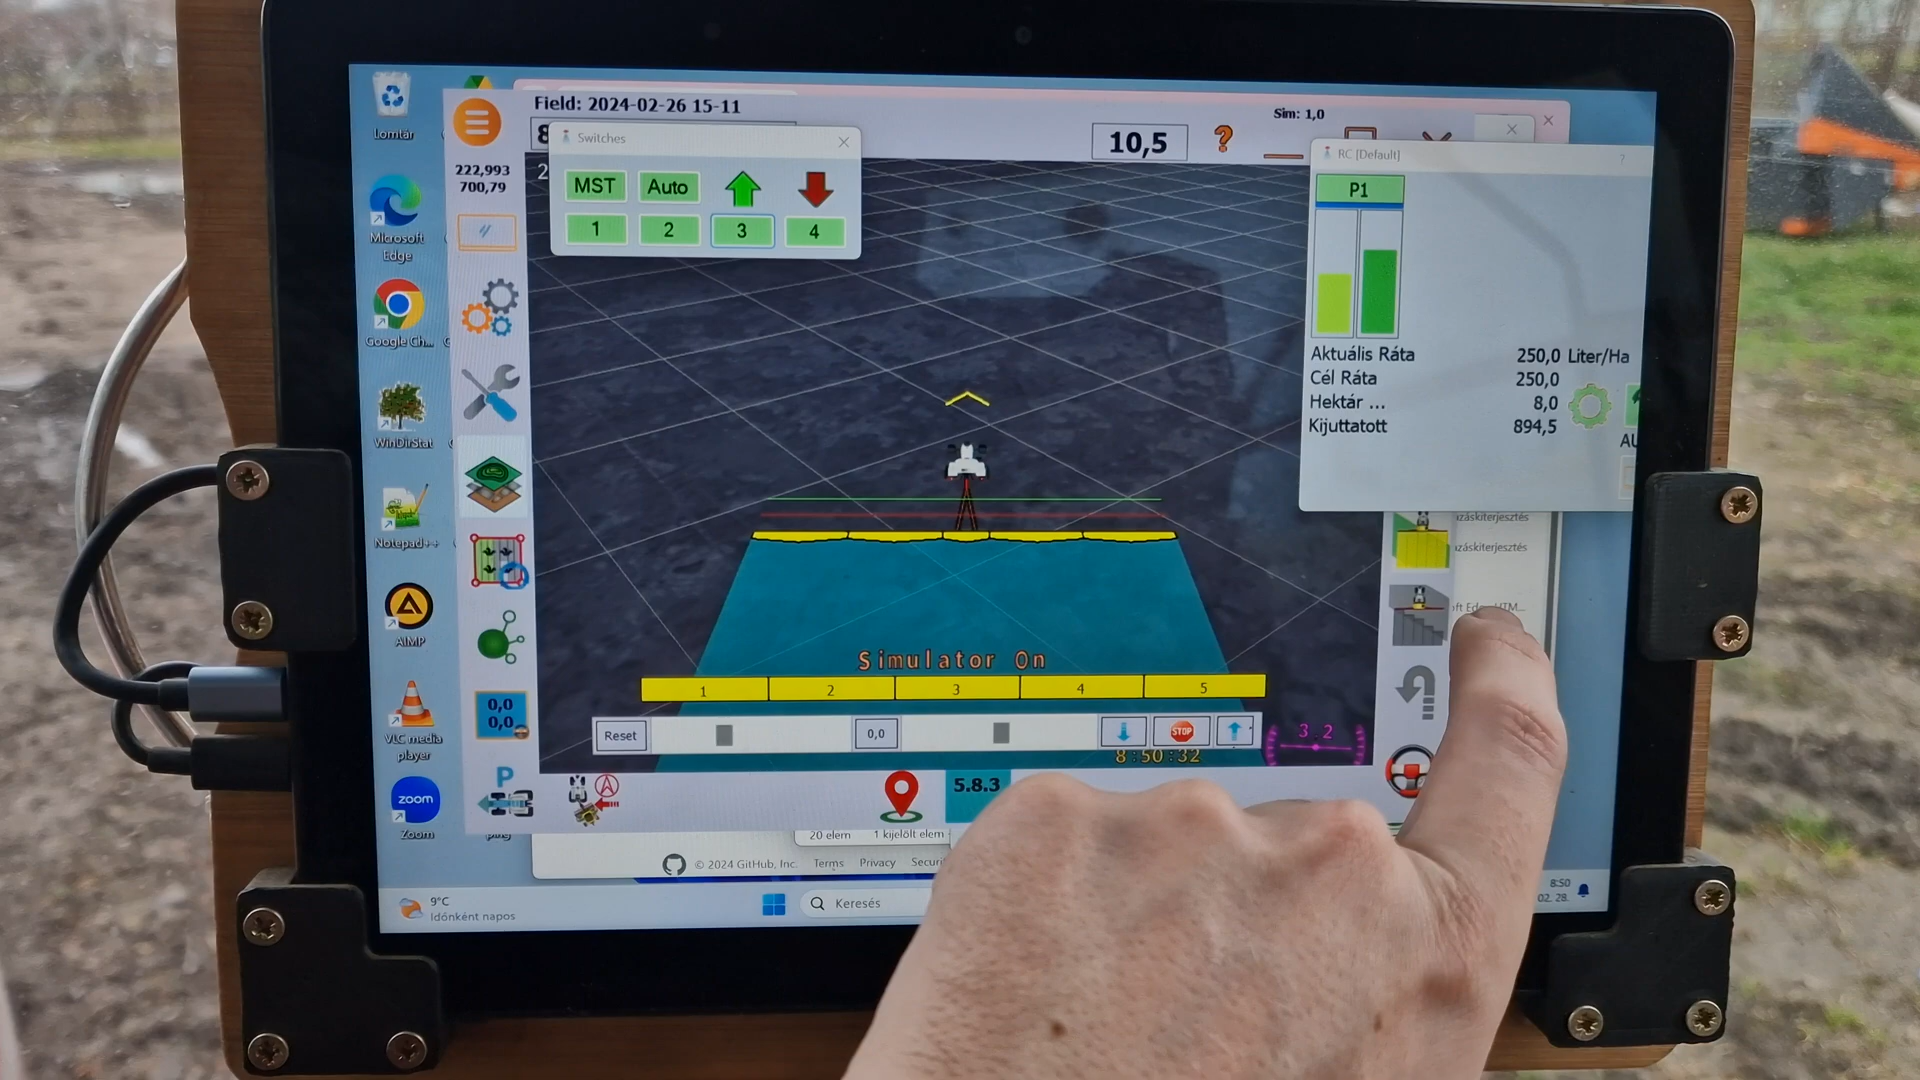 Lomtár
Microsoft
Edge
Google Ch...
WinDirStat
Notepad++
AIMP
VLC media
player
zoom
Zoom
Field: 2024-02-26 15-11
8
10,5
?
Sim: 1,0
222,993
700,79
2
Switches
MST
Auto
1
2
3
4
RC [Default]
?
P1
Aktuális Ráta 250,0 Liter/Ha
Cél Ráta 250,0
Hektár ... 8,0
Kijuttatott 894,5
AU
Simulator On
1
2
3
4
5
Reset
0,0
STOP
8:50:32
3.2
0,0
0,0
P
5.8.3
20 elem
1 kijelölt elem
© 2024 GitHub, Inc.
Terms
Privacy
9°C
Időnként napos
Keresés
8:50
02. 28.